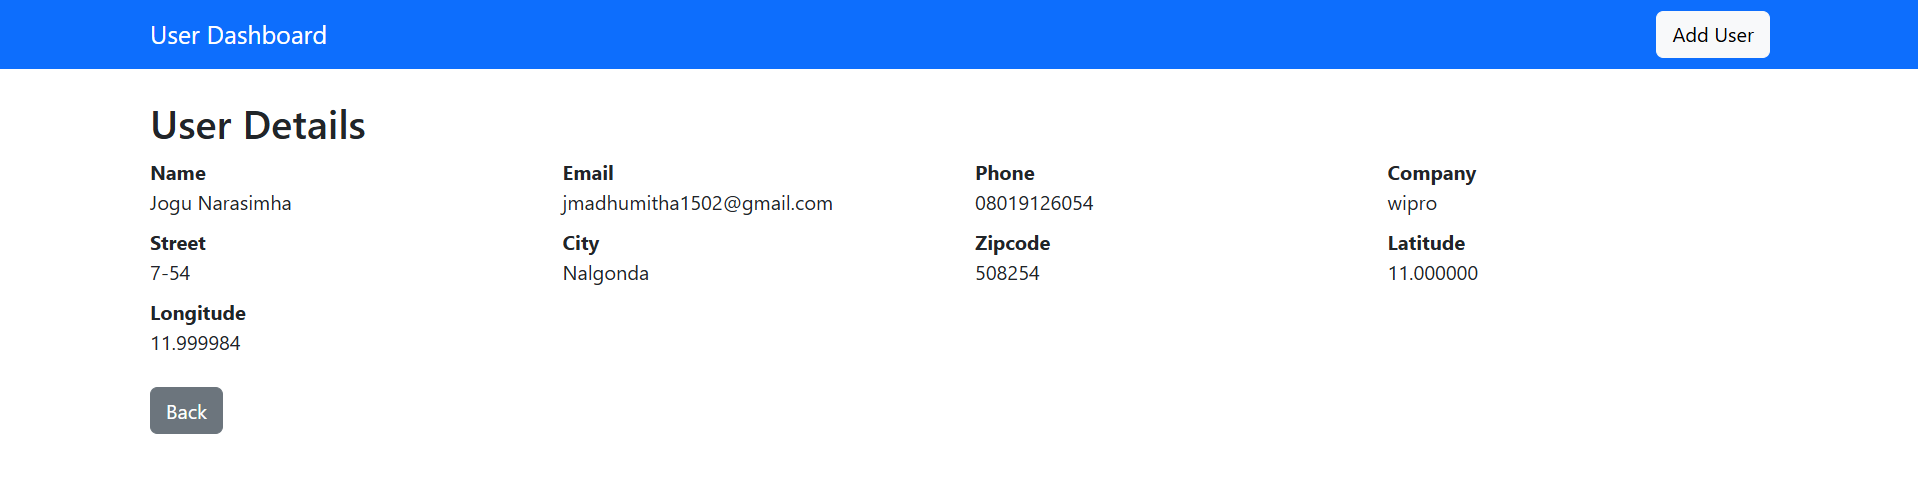 User Dashboard Add User
User Details
Name Email Phone Company
Jogu Narasimha jmadhumitha1502@gmail.com 08019126054 wipro
Street City Zipcode Latitude
7-54 Nalgonda 508254 11.000000
Longitude
11.999984
Back